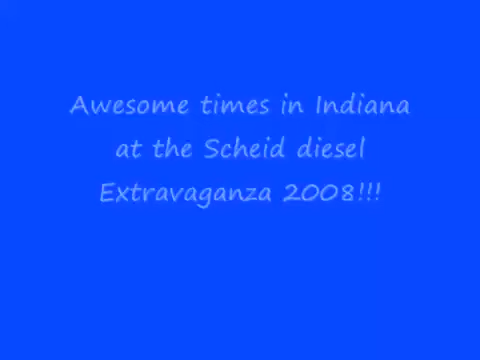 Awesome times in Indiana
at the Scheid diesel
Extravaganza 2008!!!